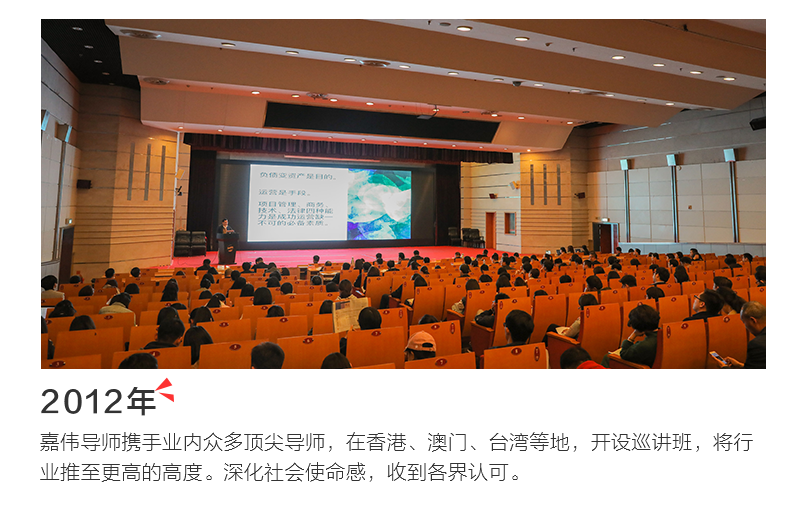 负债变资产是目的。
运营是手段。
项目管理、商务、
技术、法律四种能
力是成功运营缺一
不可的必备素质。
2012年
嘉伟导师携手业内众多顶尖导师，在香港、澳门、台湾等地，开设巡讲班，将行
业推至更高的高度。深化社会使命感，收到各界认可。